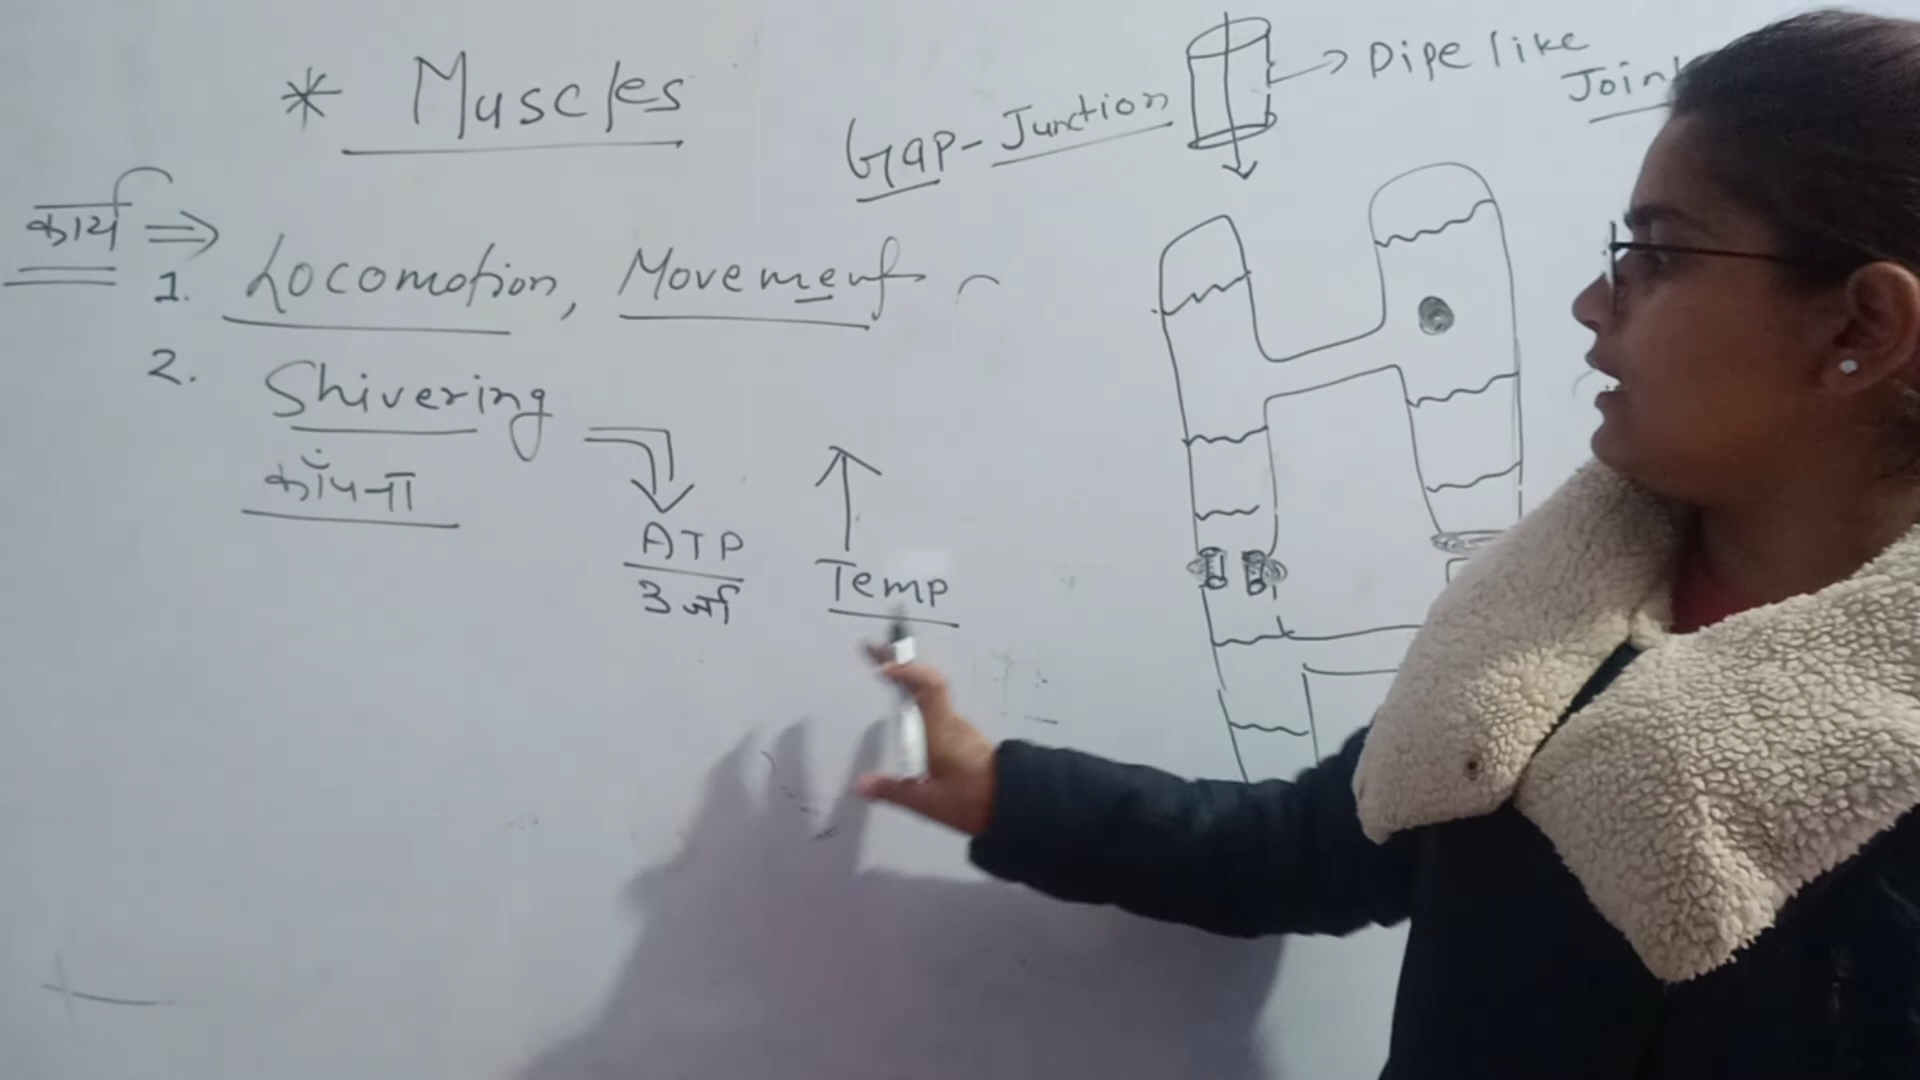 * Muscles
कार्य ⇒
1. Locomotion, Movement
2. Shivering
काँपना
ATP
ऊर्जा
↑
Temp
Gap-Junction
→ Pipe like
Joint